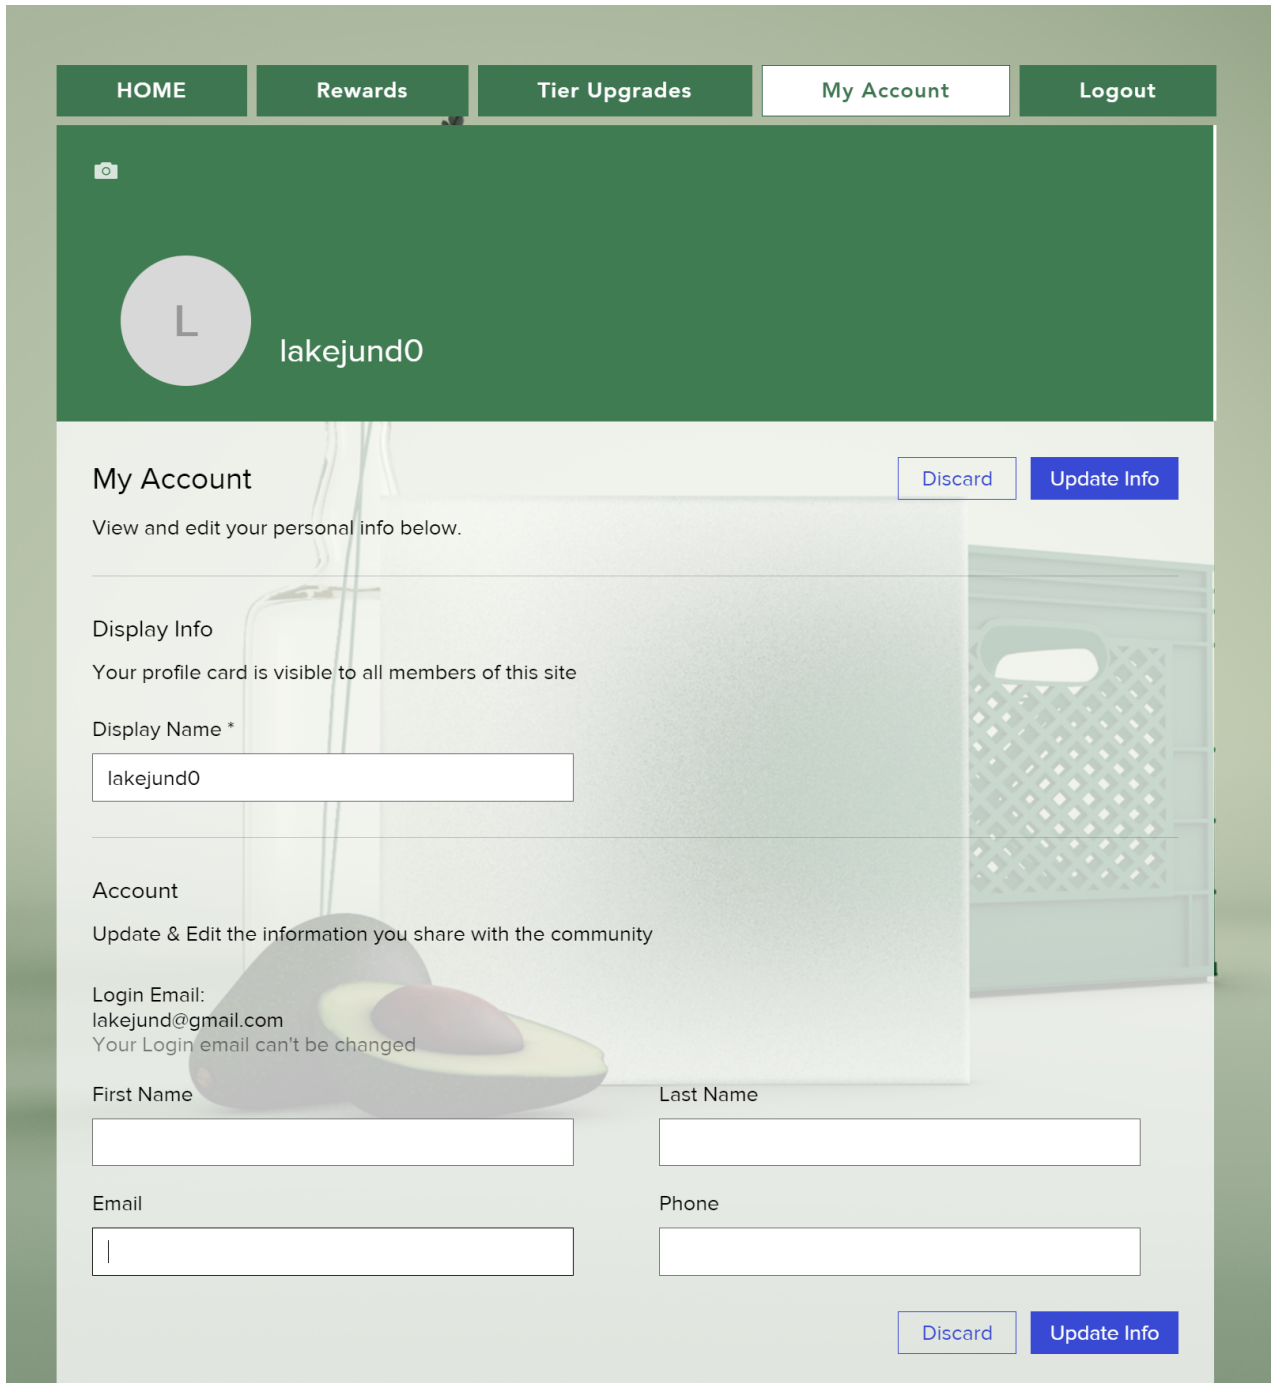 HOME
Rewards
Tier Upgrades
My Account
Logout
L
lakejund0
My Account
Discard
Update Info
View and edit your personal info below.
Display Info
Your profile card is visible to all members of this site
Display Name *
lakejund0
Account
Update & Edit the information you share with the community
Login Email:
lakejund@gmail.com
Your Login email can't be changed
First Name
Last Name
Email
Phone
Discard
Update Info